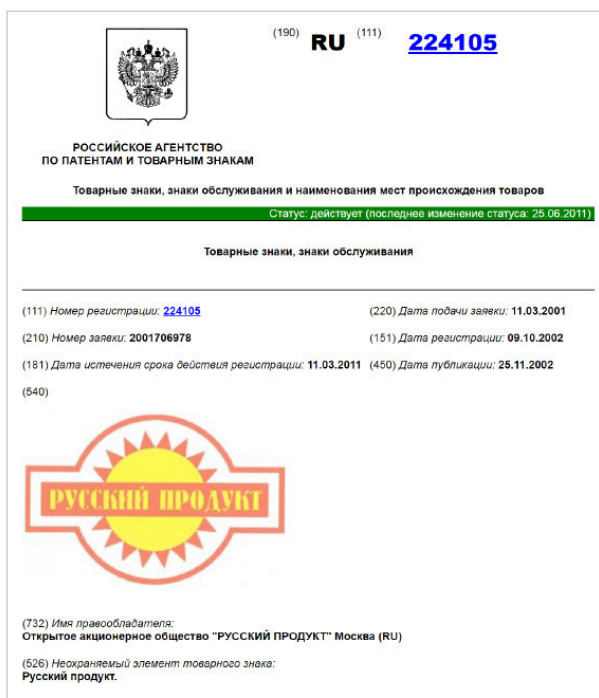 (190) RU (111) 224105
РОССИЙСКОЕ АГЕНТСТВО
ПО ПАТЕНТАМ И ТОВАРНЫМ ЗНАКАМ
Товарные знаки, знаки обслуживания и наименования мест происхождения товаров
Статус: действует (последнее изменение статуса: 25.06.2011)
Товарные знаки, знаки обслуживания
(111) Номер регистрации: 224105 (220) Дата подачи заявки: 11.03.2001
(210) Номер заявки: 2001706978 (151) Дата регистрации: 09.10.2002
(181) Дата истечения срока действия регистрации: 11.03.2011 (450) Дата публикации: 25.11.2002
(540)
РУССКИЙ ПРОДУКТ
(732) Имя правообладателя:
Открытое акционерное общество "РУССКИЙ ПРОДУКТ" Москва (RU)
(526) Неохраняемый элемент товарного знака:
Русский продукт.